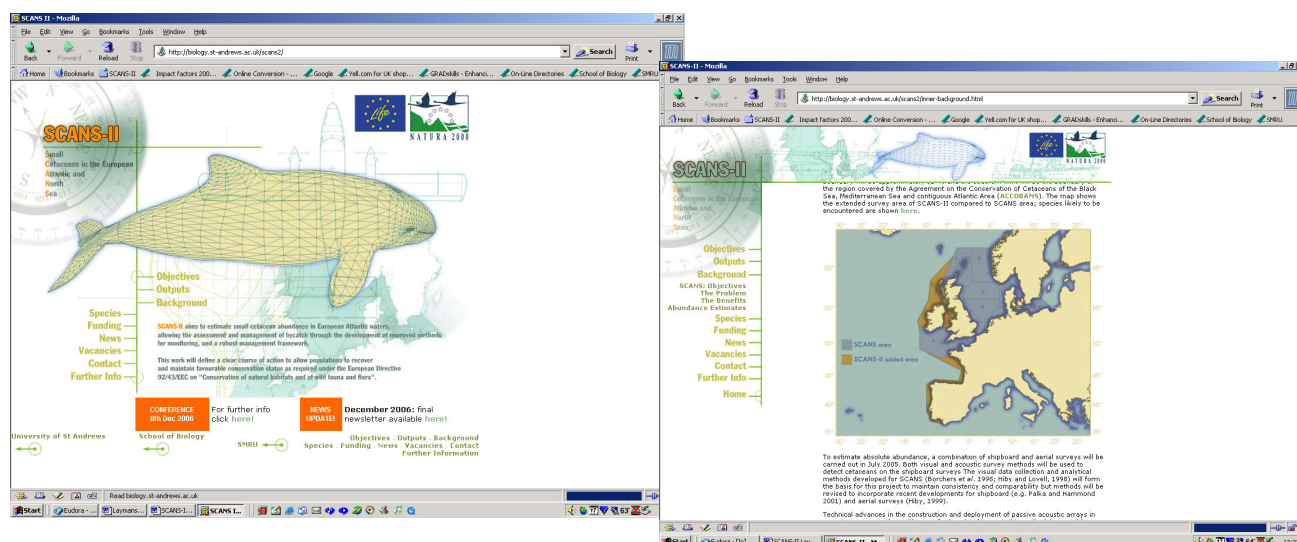 SCANS II - Mozilla
File Edit View Go Bookmarks Tools Window Help
Back Forward Reload Stop http://biology.st-andrews.ac.uk/scans2/ Search Print
Home Bookmarks SCANS-II Impact factors 200... Online Conversion - ... Google Yell.com for UK shop... GRADskills - Enhanci... On-Line Directories School of Biology SMRU
SCANS-II
Small
Cetaceans in the European
Atlantic and
North
Sea
Life
NATURA 2000
Objectives
Outputs
Background
Species
Funding
News
Vacancies
Contact
Further Info
SCANS-II aims to estimate small cetacean abundance in European Atlantic waters,
allowing the assessment and management of bycatch through the development of improved methods
for monitoring, and a robust management framework.
This work will define a clear course of action to allow populations to recover
and maintain favourable conservation status as required under the European Directive
92/43/EEC on "Conservation of natural habitats and of wild fauna and flora".
CONFERENCE
8th Dec 2006
For further info
click here!
NEWS
UPDATE!
December 2006: final
newsletter available here!
University of St Andrews
School of Biology
SMRU
Objectives . Outputs . Background
Species . Funding . News . Vacancies . Contact
Further Information
Read biology.st-andrews.ac.uk
Start Eudora - ... Laymans... SCANS-I... SCANS I...
SCANS-II - Mozilla
File Edit View Go Bookmarks Tools Window Help
Back Forward Reload Stop http://biology.st-andrews.ac.uk/scans2/inner-background.html Search Print
Home Bookmarks SCANS-II Impact factors 200... Online Conversion - ... Google Yell.com for UK shop... GRADskills - Enhanci... On-Line Directories School of Biology SMRU
SCANS-II
Small
Cetaceans in the European
Atlantic and
North
Seas
Life
NATURA 2000
the region covered by the Agreement on the Conservation of Cetaceans of the Black
Sea, Mediterranean Sea and contiguous Atlantic Area (ACCOBAMS). The map shows
the extended survey area of SCANS-II compared to SCANS area; species likely to be
encountered are shown here.
Objectives
Outputs
Background
SCANS: Objectives
The Problem
The Benefits
Abundance Estimates
Species
Funding
News
Vacancies
Contact
Further Info
Home
SCANS area
SCANS-II added area
To estimate absolute abundance, a combination of shipboard and aerial surveys will be
carried out in July 2005. Both visual and acoustic survey methods will be used to
detect cetaceans on the shipboard surveys The visual data collection and analytical
methods developed for SCANS (Borchers et al. 1998; Hiby and Lovell, 1998) will form
the basis for this project to maintain consistency and comparability but methods will be
revised to incorporate recent developments for shipboard (e.g. Palka and Hammond
2001) and aerial surveys (Hiby, 1999).
Technical advances in the construction and deployment of passive acoustic arrays in